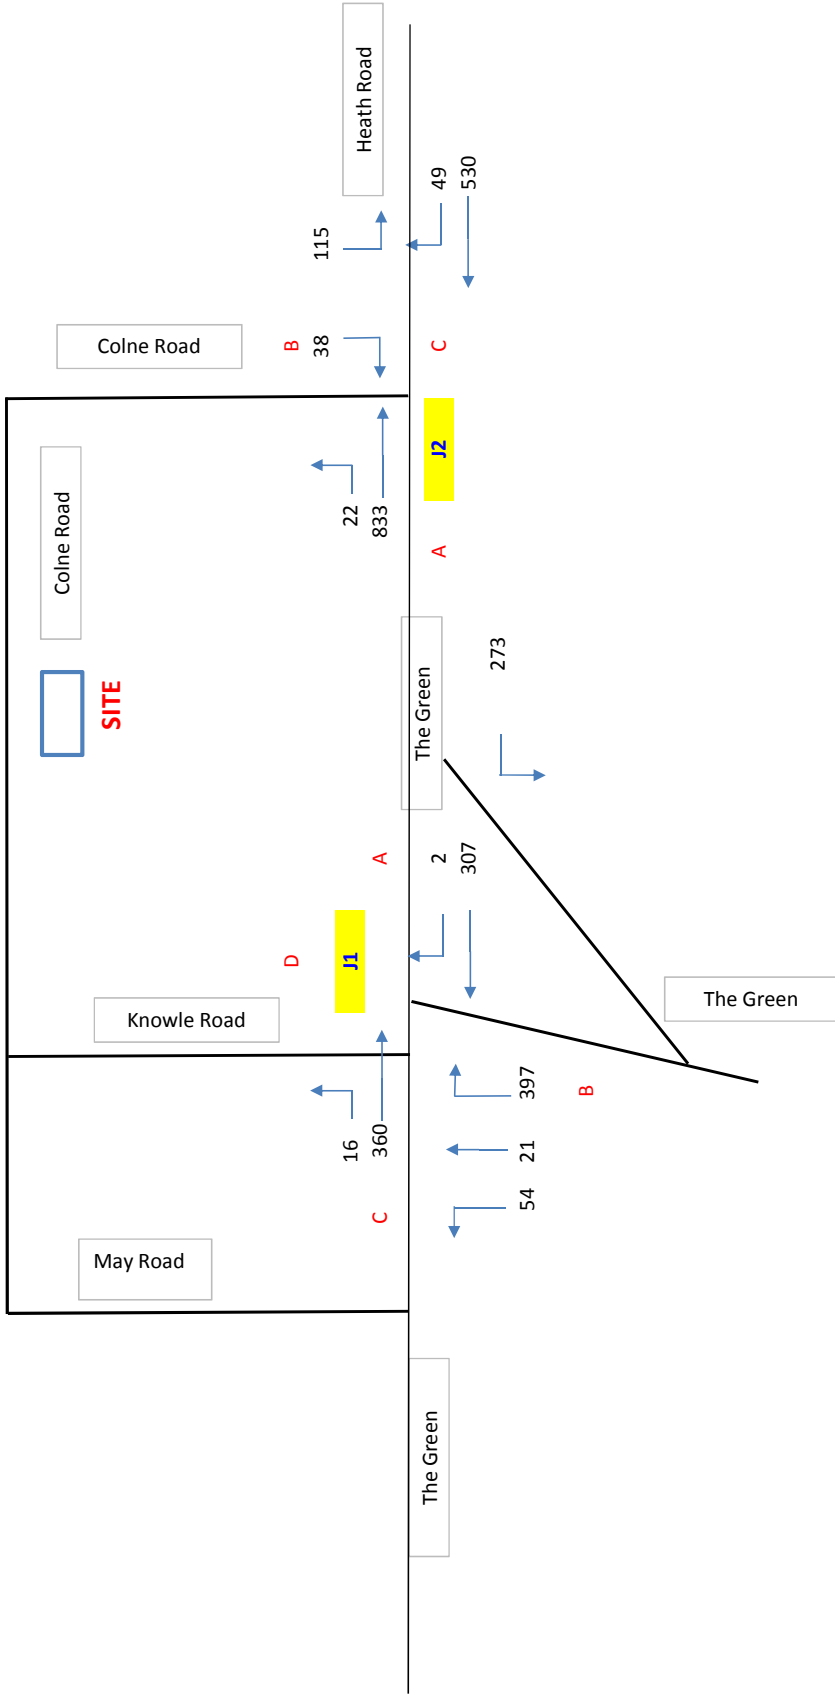 Heath Road
115
49
530
Colne Road
B
38
C
Colne Road
22
833
J2
A
SITE
The Green
273
A
2
307
D
J1
Knowle Road
The Green
16
360
397
B
21
54
C
May Road
The Green